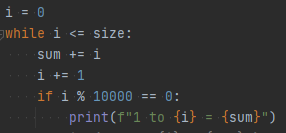 i = 0
while i <= size:
    sum += i
    i += 1
    if i % 10000 == 0:
        print(f"1 to {i} = {sum}")